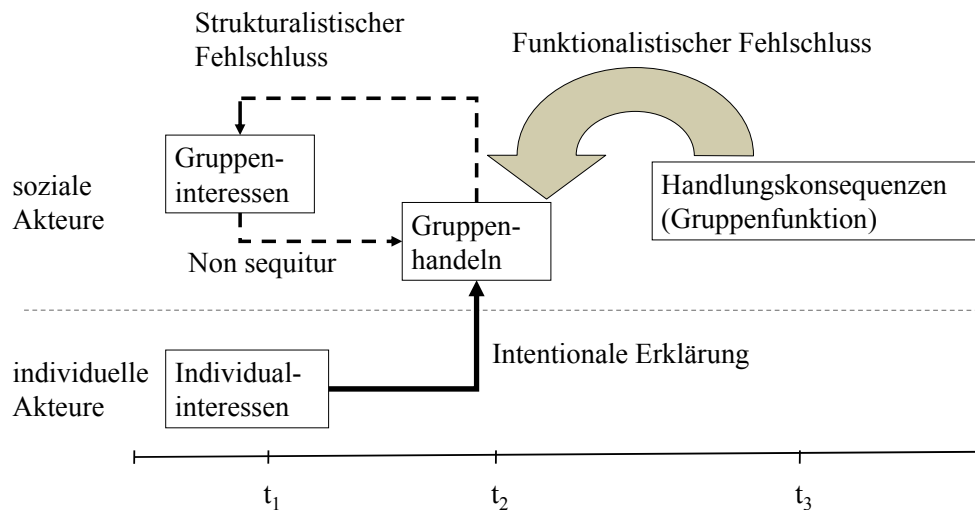 Strukturalistischer
Fehlschluss
Funktionalistischer Fehlschluss
Gruppen-
interessen
soziale
Akteure
Handlungskonsequenzen
(Gruppenfunktion)
Gruppen-
handeln
Non sequitur
Intentionale Erklärung
individuelle
Akteure
Individual-
interessen
t₁
t₂
t₃